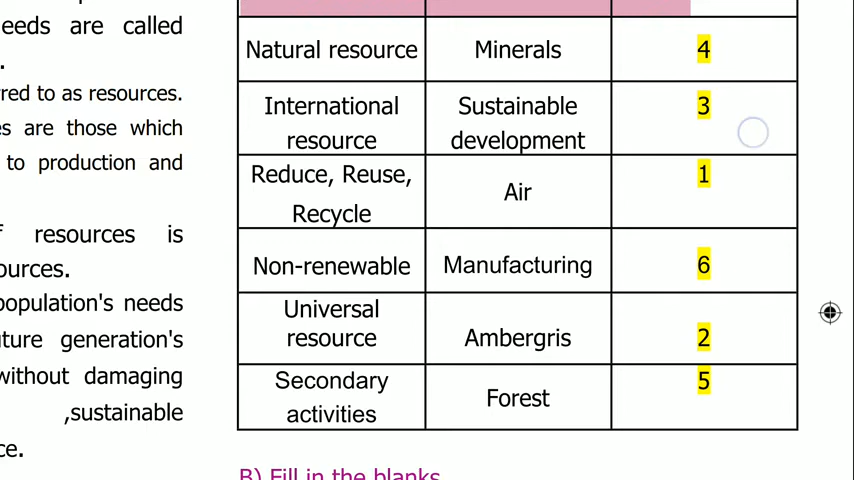 eeds are called
.
red to as resources.
es are those which
to production and
f resources is
ources.
population's needs
uture generation's
without damaging
,sustainable
ce.
Natural resource Minerals 4
International
resource
Sustainable
development
3
Reduce, Reuse,
Recycle
Air
1
Non-renewable Manufacturing 6
Universal
resource
Ambergris
2
Secondary
activities
Forest
5
B) Fill in the blanks